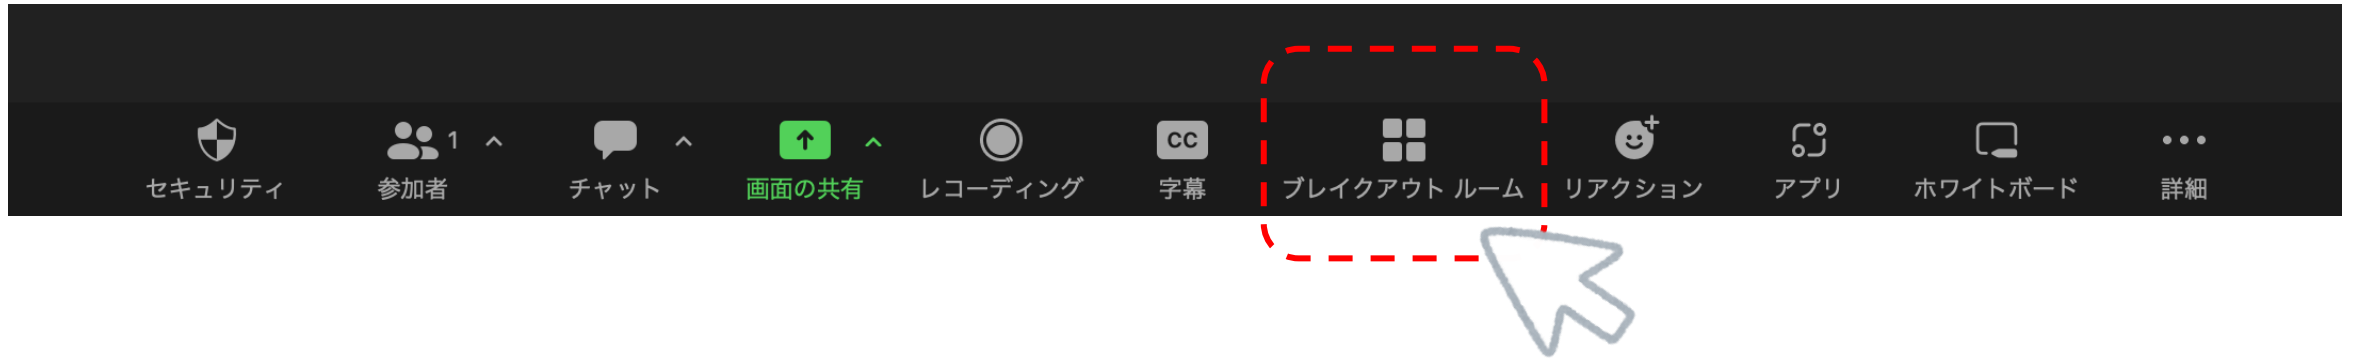 1
CC
セキュリティ
参加者
チャット
画面の共有
レコーディング
字幕
ブレイクアウト ルーム
リアクション
アプリ
ホワイトボード
詳細